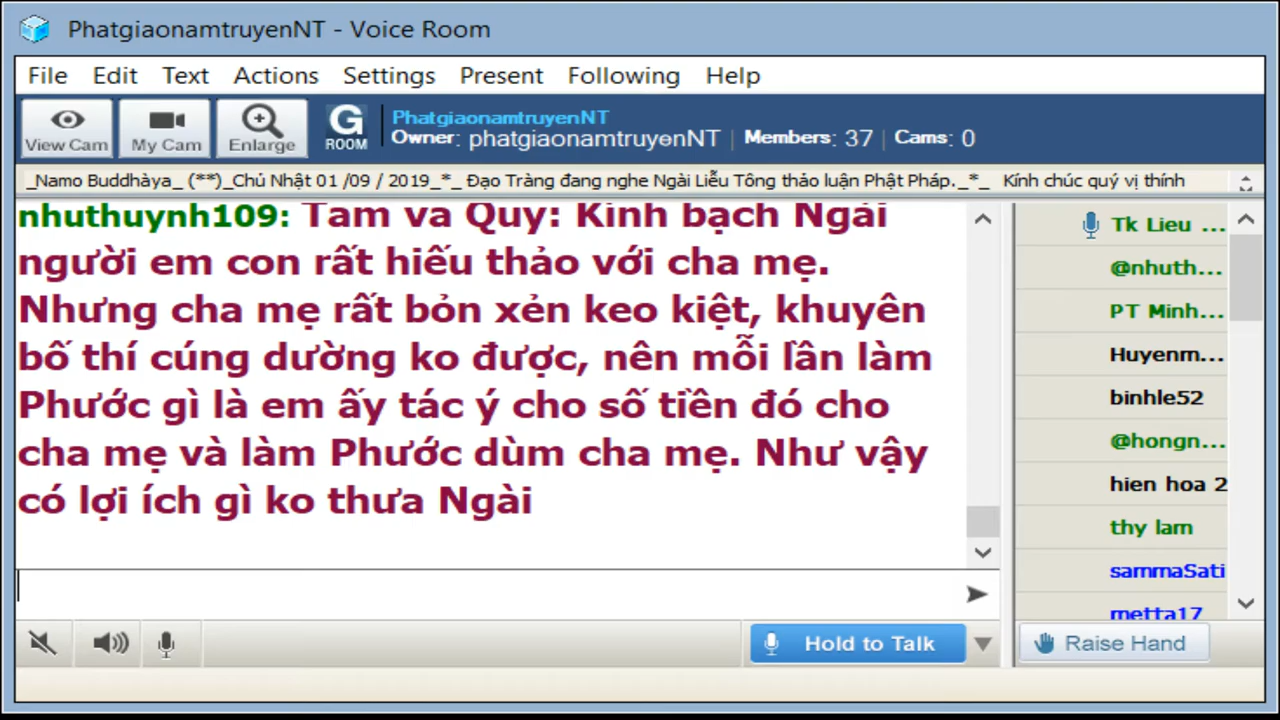 PhatgiaonamtruyenNT - Voice Room
File Edit Text Actions Settings Present Following Help
View Cam My Cam Enlarge G ROOM
PhatgiaonamtruyenNT
Owner: phatgiaonamtruyenNT | Members: 37 | Cams: 0
_Namo Buddhàya_ (**)_Chủ Nhật 01 /09 / 2019_*_ Đạo Tràng đang nghe Ngài Liễu Tông thảo luận Phật Pháp._*_ Kính chúc quý vị thính
nhuthuynh109: Tam va Quy: Kính bạch Ngài
người em con rất hiếu thảo với cha mẹ.
Nhưng cha mẹ rất bỏn xẻn keo kiệt, khuyên
bố thí cúng dường ko được, nên mỗi lần làm
Phước gì là em ấy tác ý cho số tiền đó cho
cha mẹ và làm Phước dùm cha mẹ. Như vậy
có lợi ích gì ko thưa Ngài
Tk Lieu ...
@nhuth...
PT Minh...
Huyenm...
binhle52
@hongn...
hien hoa 2
thy lam
sammaSati
metta17
Hold to Talk
Raise Hand